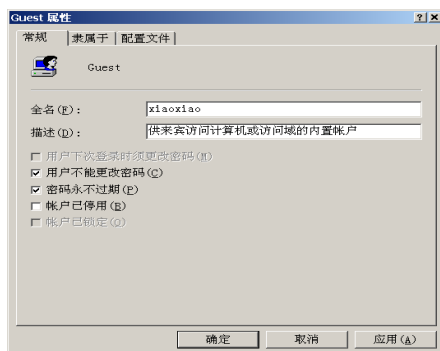 Guest 属性
常规 隶属于 配置文件
Guest
全名(F): xiaoxiao
描述(D): 供来宾访问计算机或访问域的内置帐户
用户下次登录时须更改密码(M)
用户不能更改密码(C)
密码永不过期(P)
帐户已停用(B)
帐户已锁定(O)
确定 取消 应用(A)